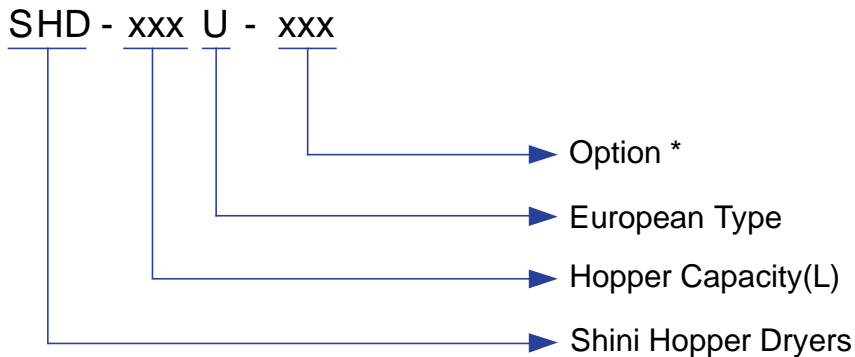 SHD - xxx U - xxx
Option *
European Type
Hopper Capacity(L)
Shini Hopper Dryers